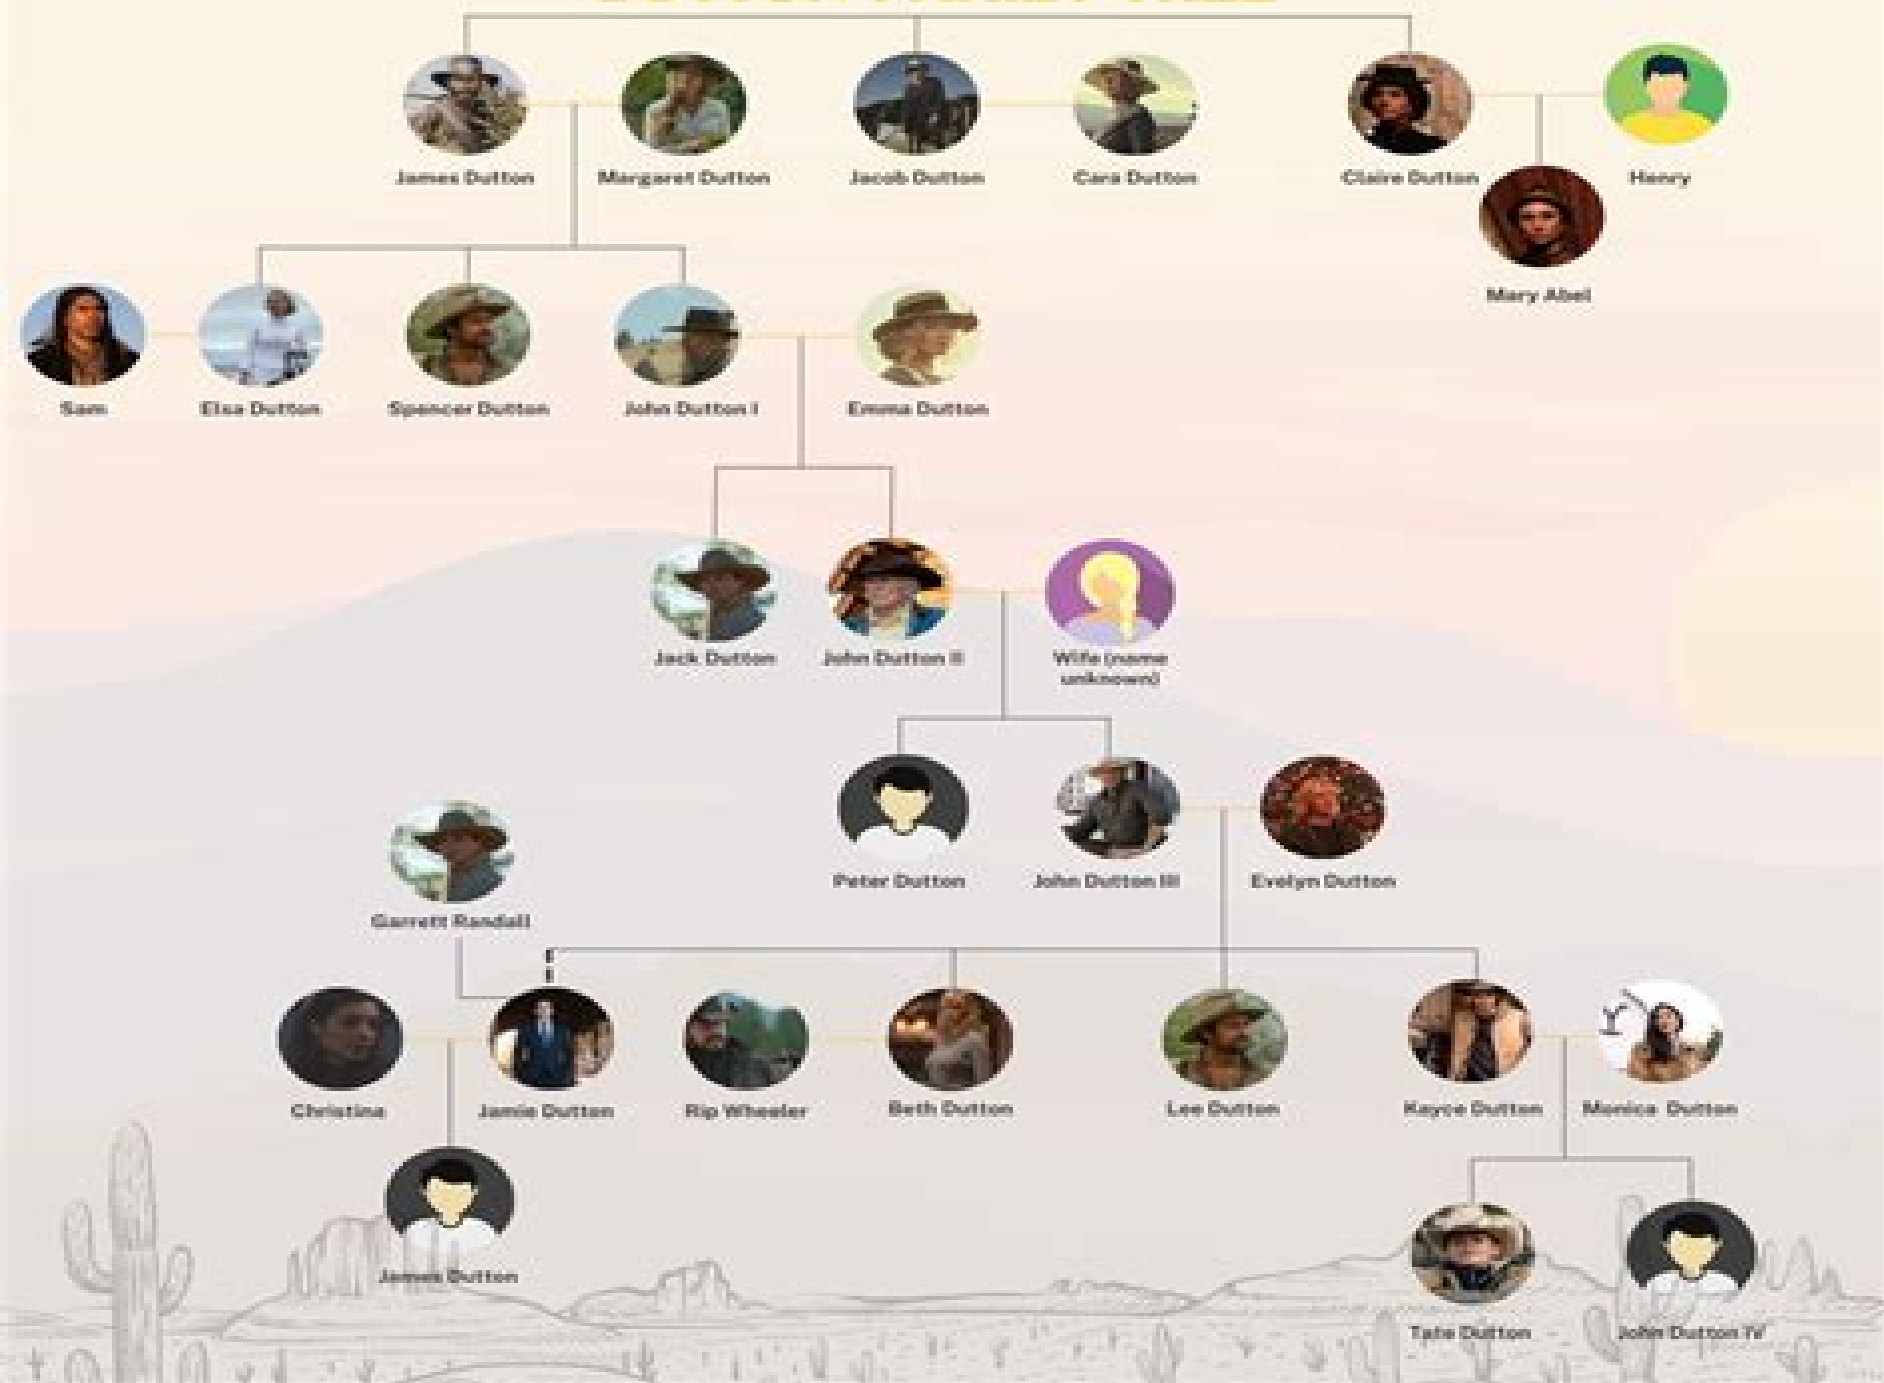 James Dutton
Margaret Dutton
Jacob Dutton
Cara Dutton
Claire Dutton
Henry
Mary Abel
Sam
Elsa Dutton
Spencer Dutton
John Dutton I
Emma Dutton
Jack Dutton
John Dutton II
Wife (name
unknown)
Peter Dutton
John Dutton III
Evelyn Dutton
Garrett Randall
Christina
Jamie Dutton
Rip Wheeler
Beth Dutton
Lee Dutton
Kayce Dutton
Monica Dutton
James Dutton
Tate Dutton
John Dutton IV